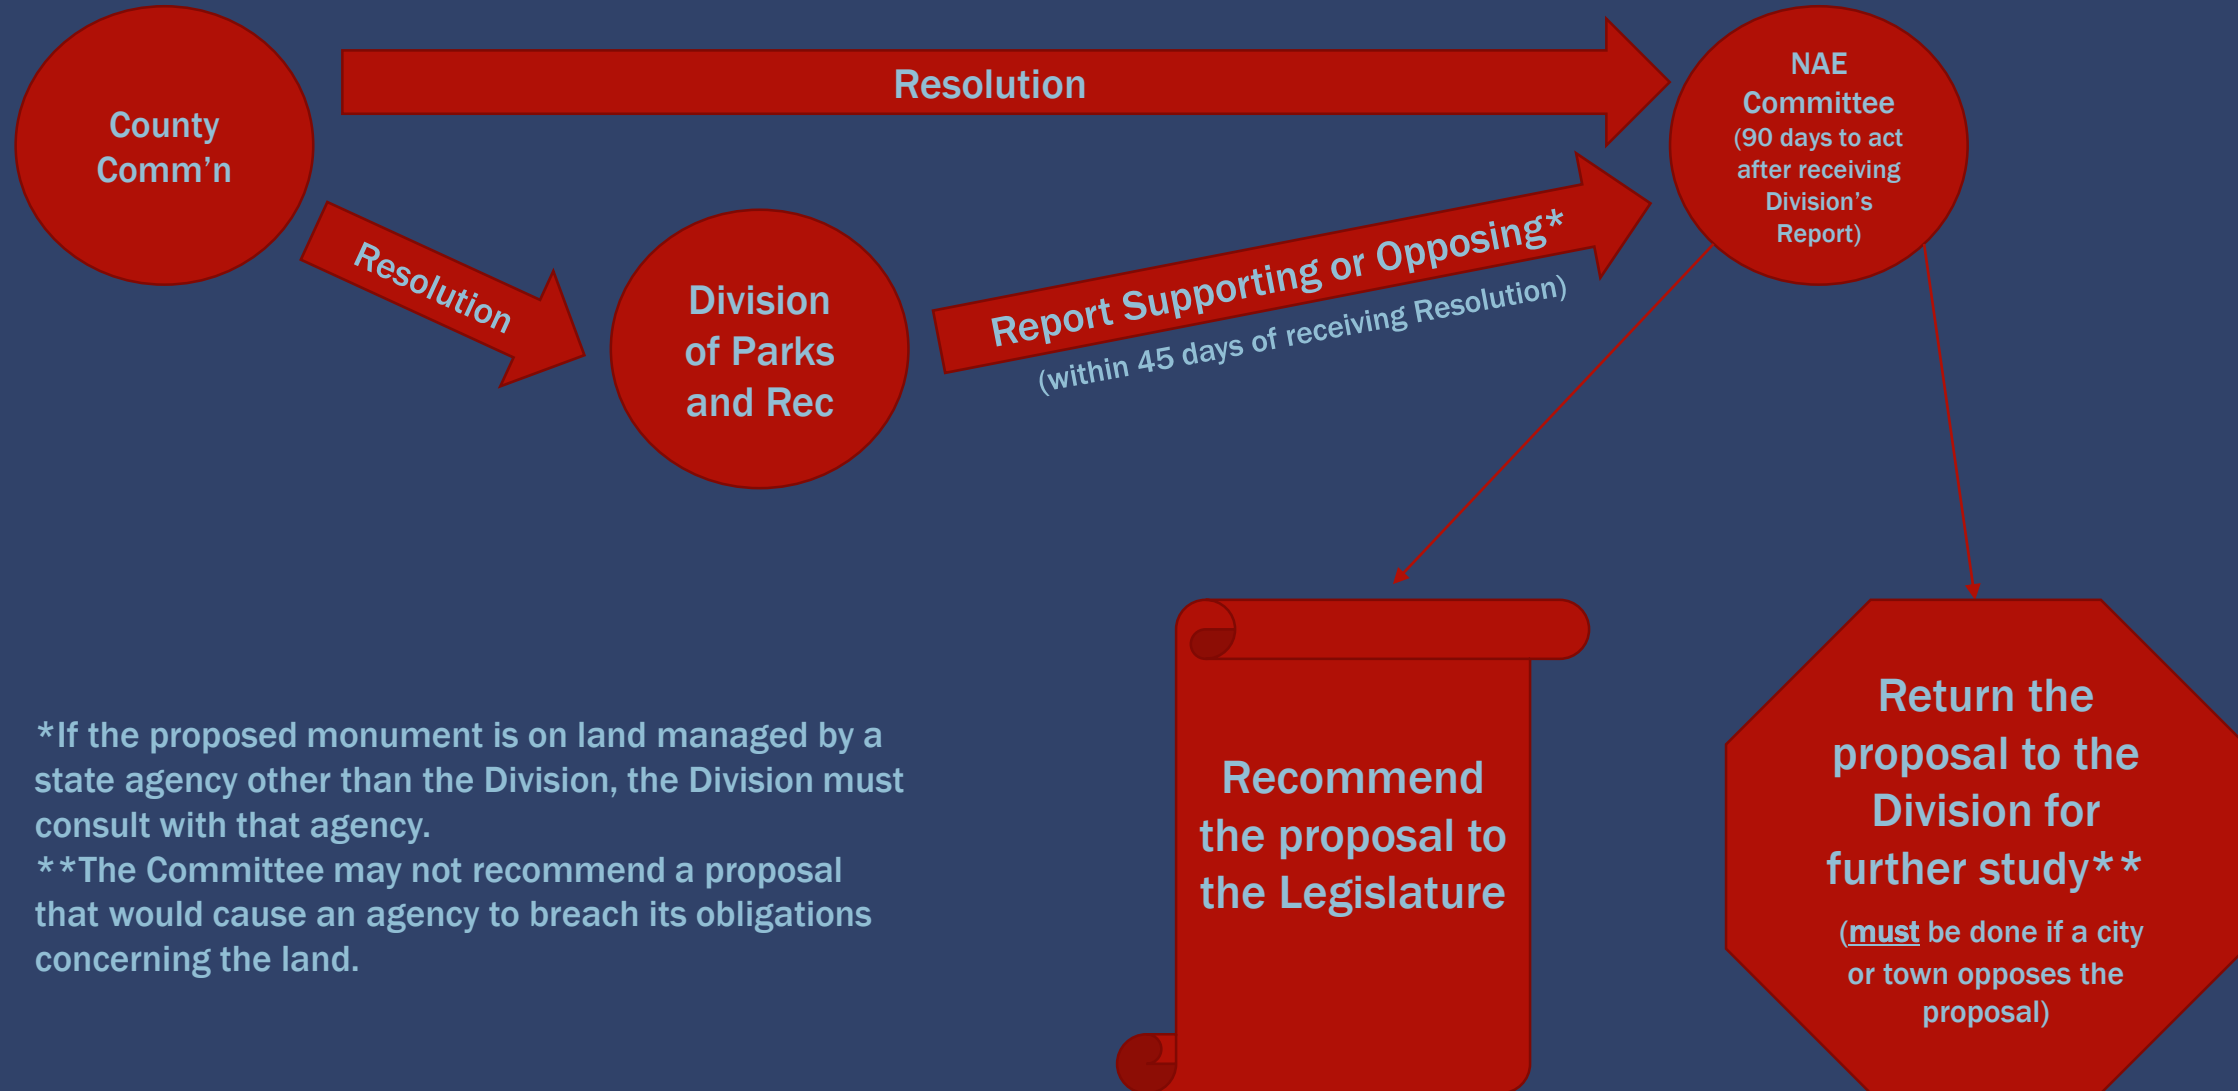 County
Comm'n
Resolution
NAE
Committee
(90 days to act
after receiving
Division's
Report)
Resolution
Division
of Parks
and Rec
Report Supporting or Opposing*
(within 45 days of receiving Resolution)
*If the proposed monument is on land managed by a
state agency other than the Division, the Division must
consult with that agency.
**The Committee may not recommend a proposal
that would cause an agency to breach its obligations
concerning the land.
Recommend
the proposal to
the Legislature
Return the
proposal to the
Division for
further study**
(must be done if a city
or town opposes the
proposal)